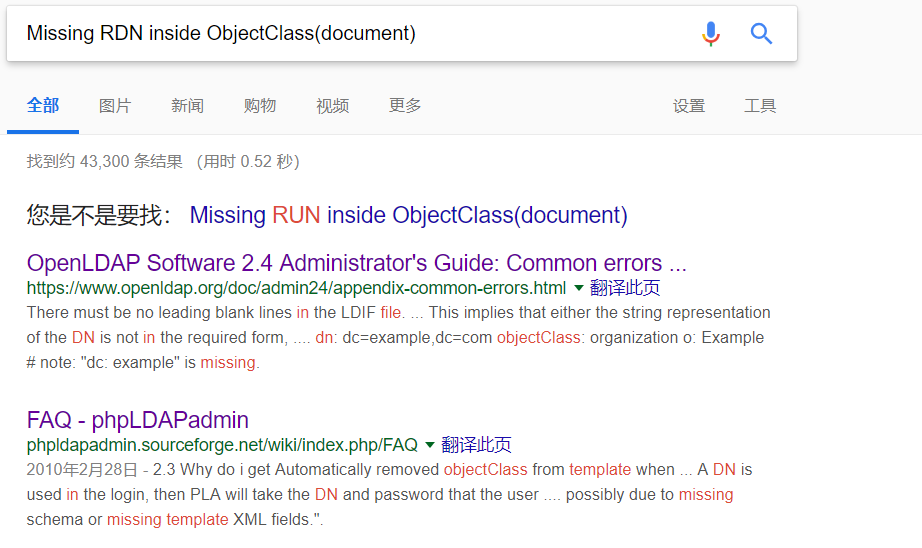 Missing RDN inside ObjectClass(document)
全部 图片 新闻 购物 视频 更多 设置 工具
找到约 43,300 条结果 （用时 0.52 秒）
您是不是要找： Missing RUN inside ObjectClass(document)
OpenLDAP Software 2.4 Administrator's Guide: Common errors ...
https://www.openldap.org/doc/admin24/appendix-common-errors.html 翻译此页
There must be no leading blank lines in the LDIF file. ... This implies that either the string representation
of the DN is not in the required form, .... dn: dc=example,dc=com objectClass: organization o: Example
# note: "dc: example" is missing.
FAQ - phpLDAPadmin
phpldapadmin.sourceforge.net/wiki/index.php/FAQ 翻译此页
2010年2月28日 - 2.3 Why do i get Automatically removed objectClass from template when ... A DN is
used in the login, then PLA will take the DN and password that the user .... possibly due to missing
schema or missing template XML fields.".